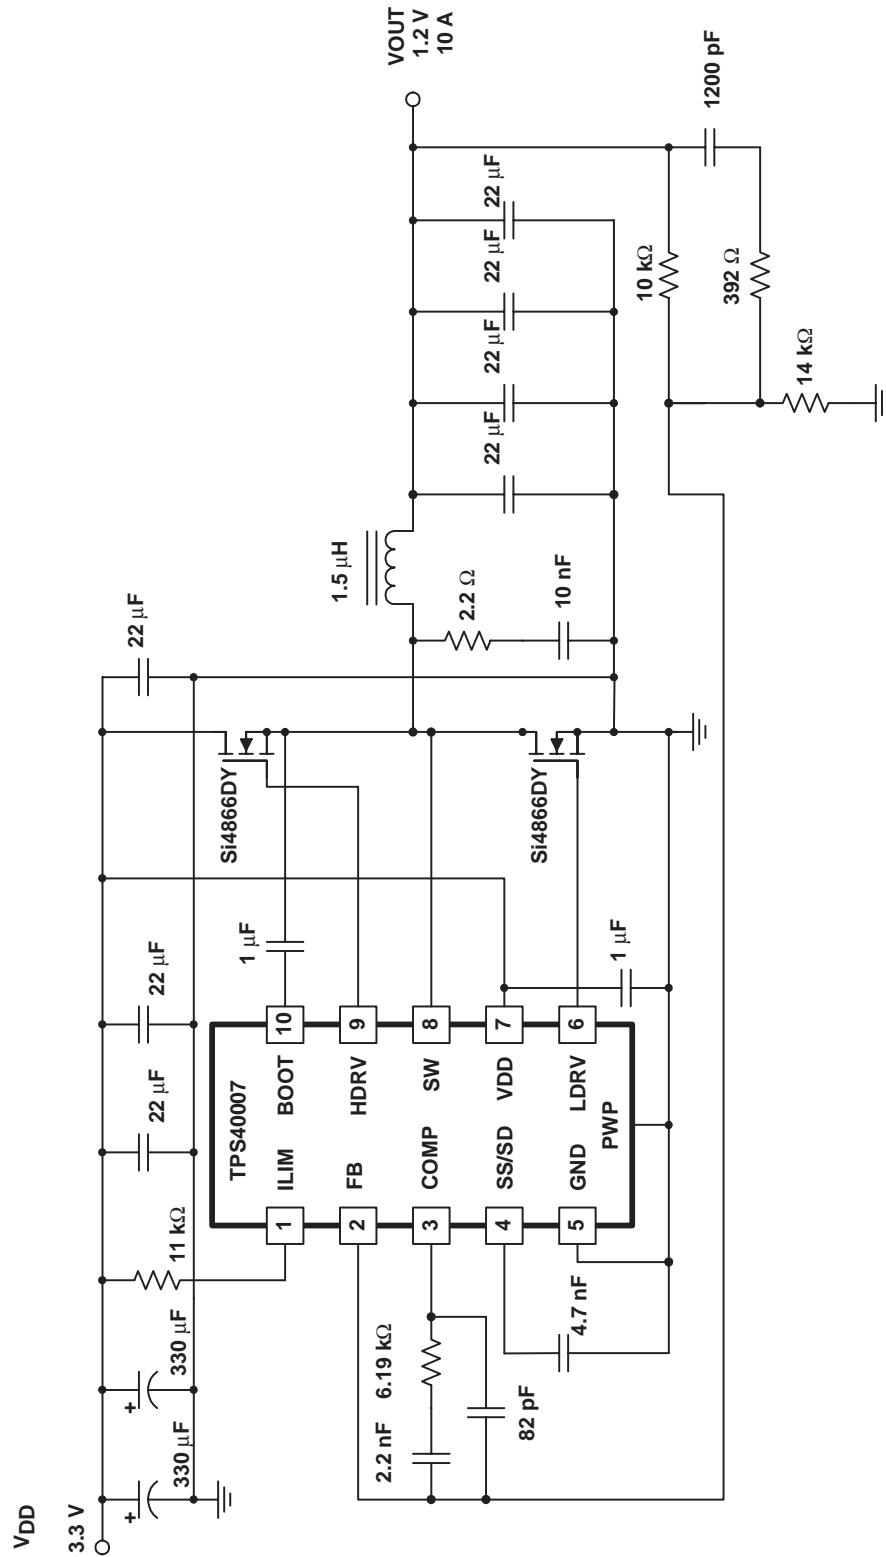 VDD
3.3 V
330 µF
330 µF
11 kΩ
22 µF
22 µF
22 µF
TPS40007
1
ILIM
2
FB
3
COMP
4
SS/SD
5
GND
10
BOOT
9
HDRV
8
SW
7
VDD
6
LDRV
PWP
2.2 nF
6.19 kΩ
82 pF
4.7 nF
1 µF
1 µF
Si4866DY
Si4866DY
1.5 µH
2.2 Ω
10 nF
22 µF
22 µF
22 µF
22 µF
VOUT
1.2 V
10 A
10 kΩ
1200 pF
392 Ω
14 kΩ